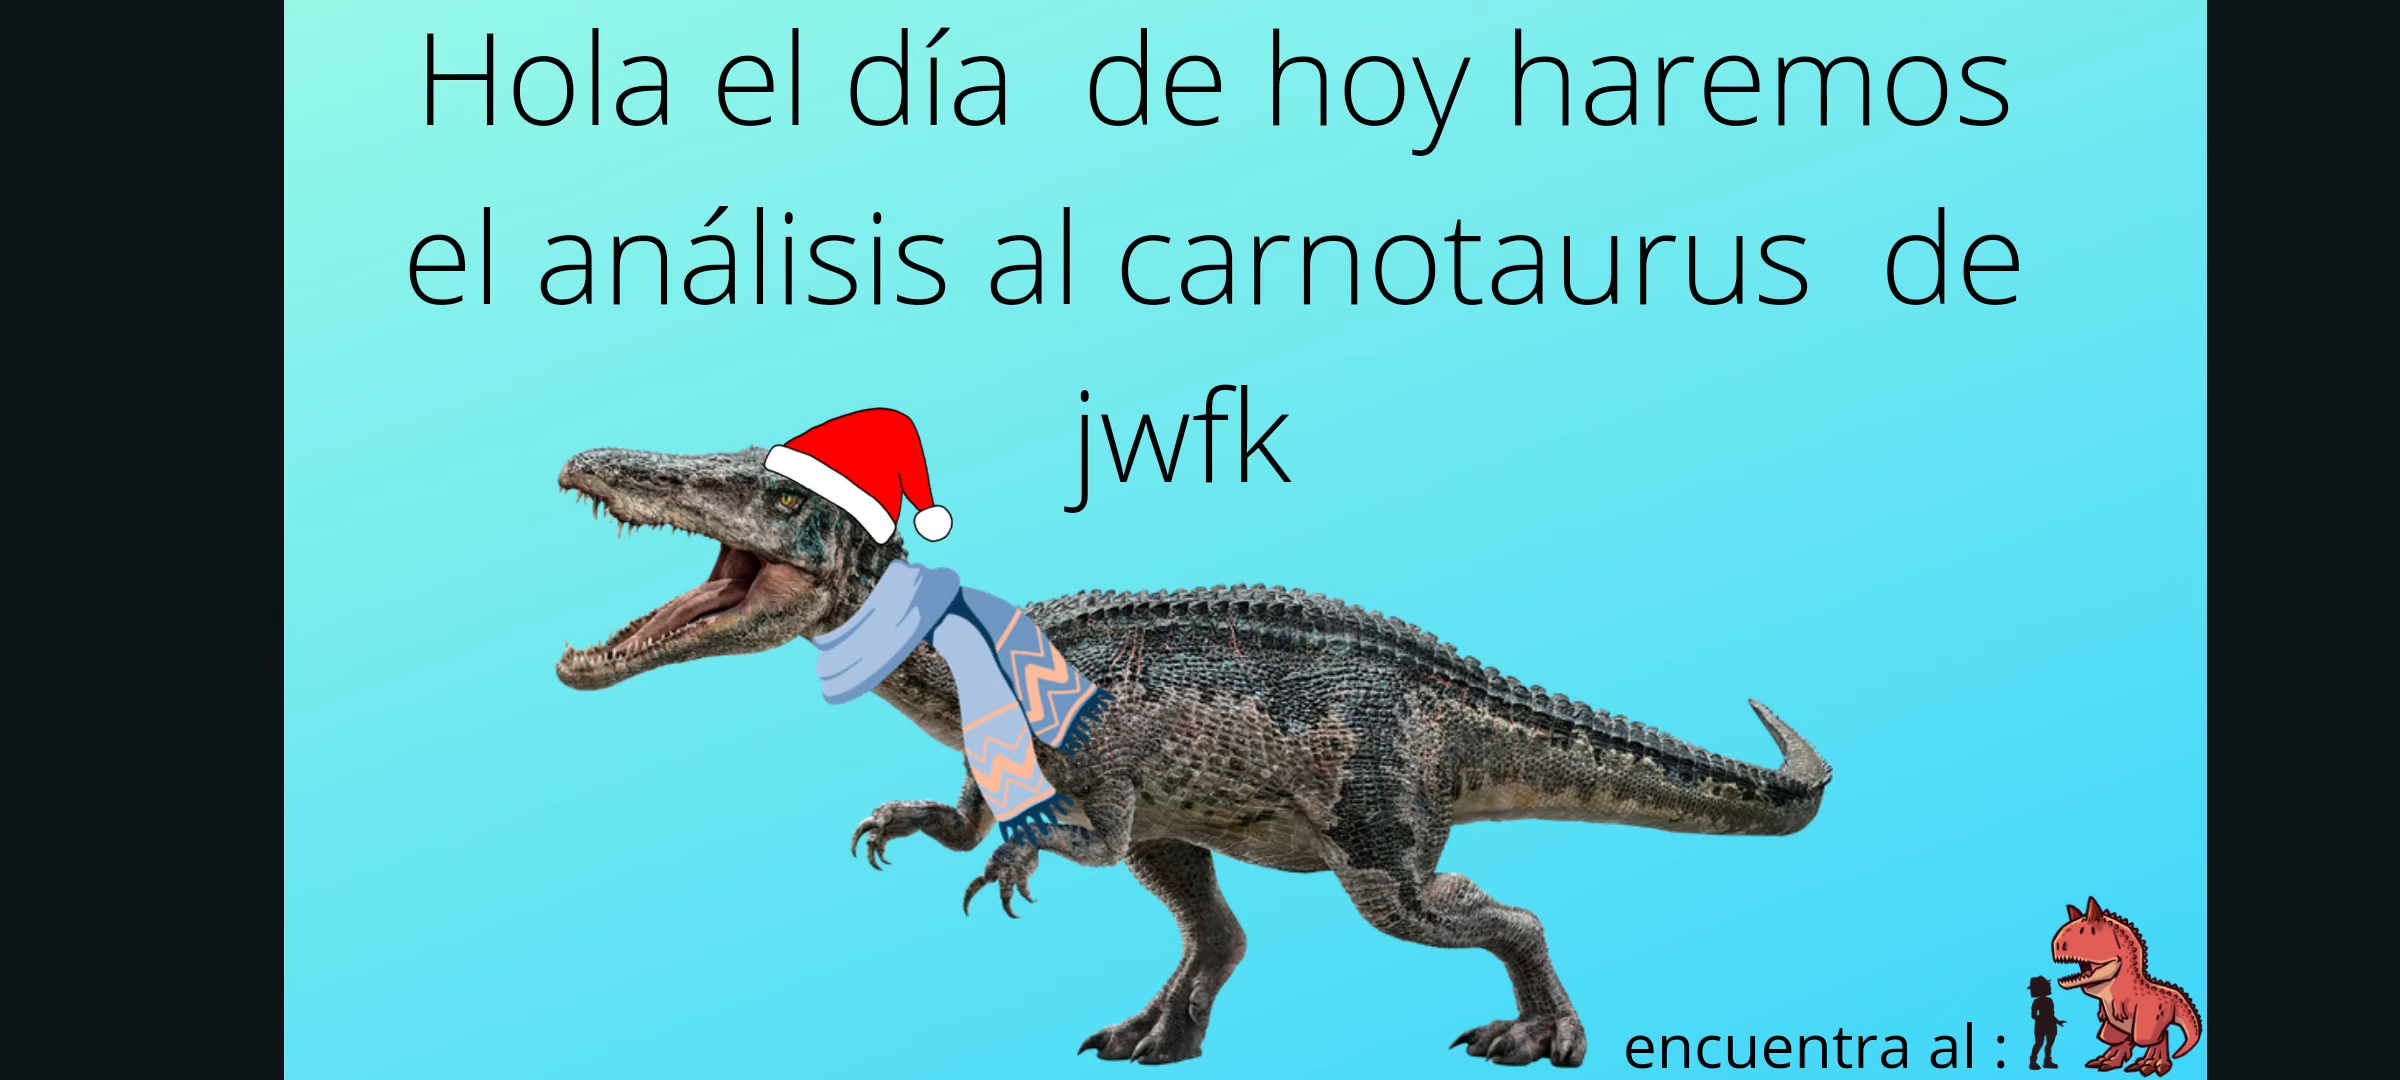 Hola el día  de hoy haremos
el análisis al carnotaurus  de
jwfk
encuentra al :